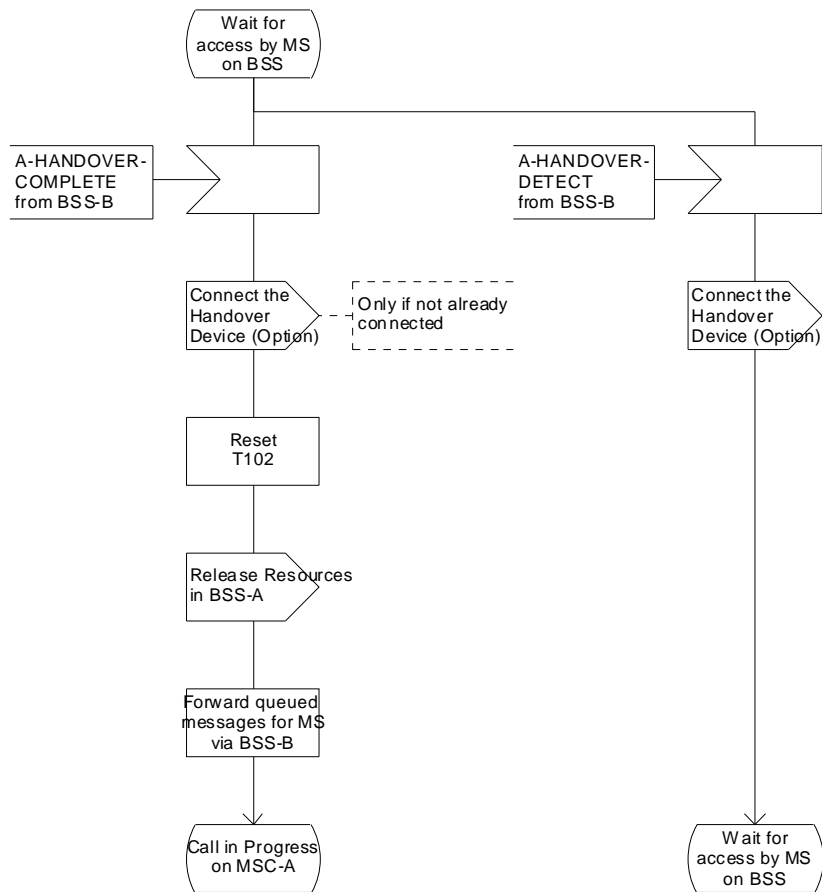 Wait for
access by MS
on BSS
A-HANDOVER-
COMPLETE
from BSS-B
A-HANDOVER-
DETECT
from BSS-B
Connect the
Handover
Device (Option)
Only if not already
connected
Connect the
Handover
Device (Option)
Reset
T102
Release Resources
in BSS-A
Forward queued
messages for MS
via BSS-B
Call in Progress
on MSC-A
Wait for
access by MS
on BSS